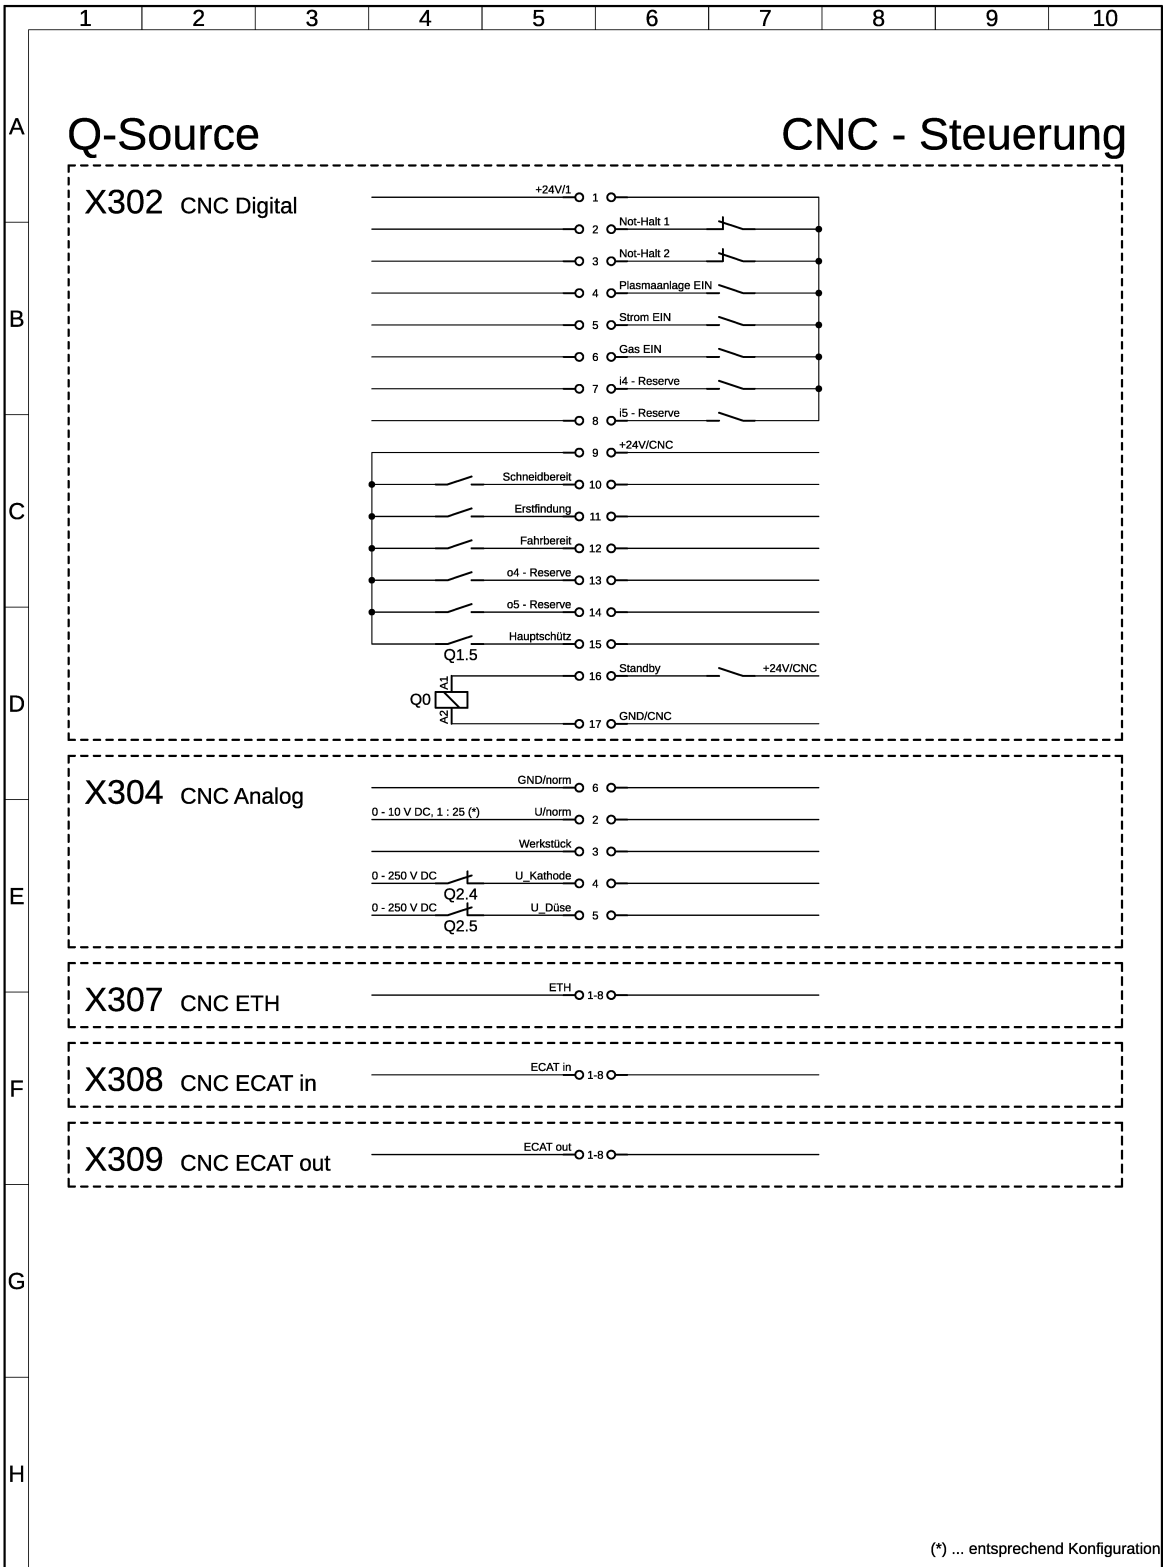 1 2 3 4 5 6 7 8 9 10
A
Q-Source CNC - Steuerung
X302 CNC Digital
+24V/1 1
2 Not-Halt 1
3 Not-Halt 2
B
4 Plasmaanlage EIN
5 Strom EIN
6 Gas EIN
7 i4 - Reserve
8 i5 - Reserve
9 +24V/CNC
Schneidbereit 10
C
Erstfindung 11
Fahrbereit 12
o4 - Reserve 13
o5 - Reserve 14
Hauptschütz 15
Q1.5
16 Standby +24V/CNC
A1
Q0
D
A2
17 GND/CNC
X304 CNC Analog
GND/norm 6
0 - 10 V DC, 1 : 25 (*) U/norm 2
Werkstück 3
0 - 250 V DC U_Kathode 4
Q2.4
E
0 - 250 V DC U_Düse 5
Q2.5
X307 CNC ETH
ETH 1-8
X308 CNC ECAT in
ECAT in 1-8
F
X309 CNC ECAT out
ECAT out 1-8
G
H
(*) ... entsprechend Konfiguration